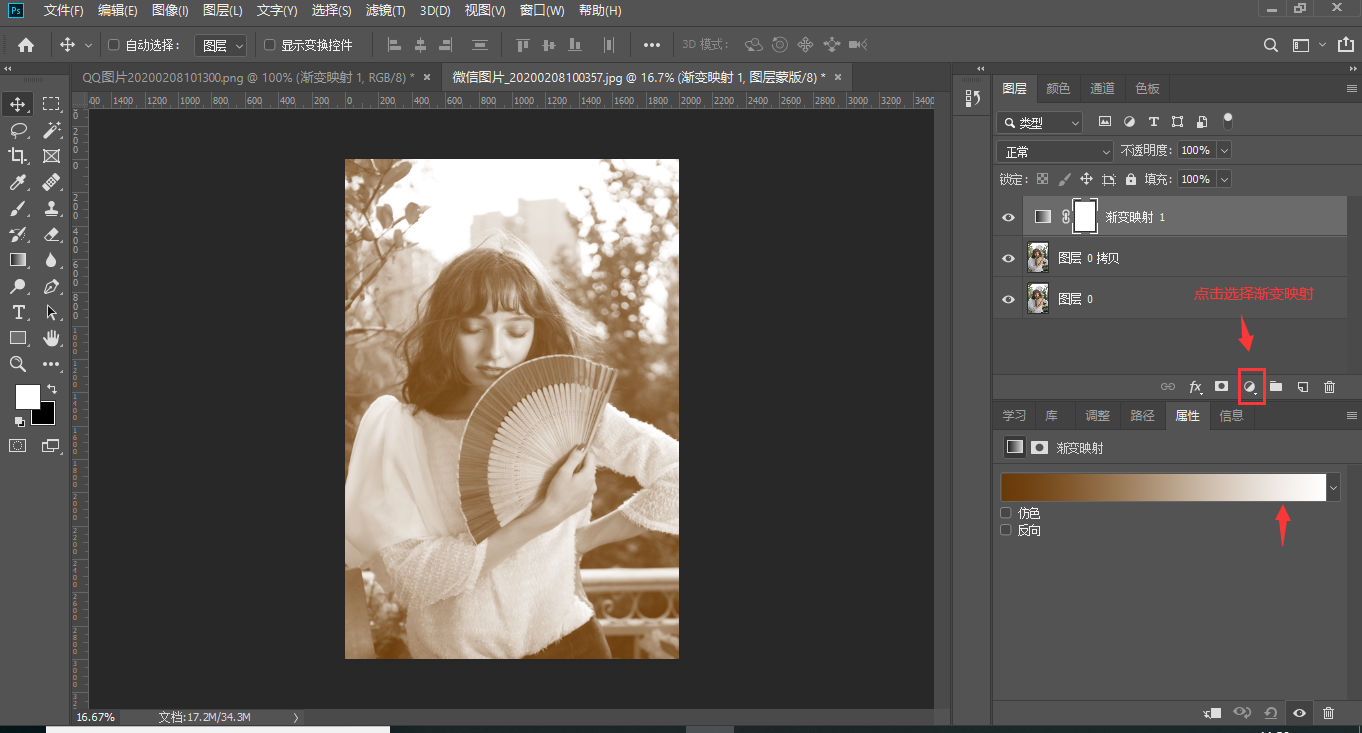 Ps 文件(F) 编辑(E) 图像(I) 图层(L) 文字(Y) 选择(S) 滤镜(T) 3D(D) 视图(V) 窗口(W) 帮助(H)
自动选择： 图层 显示变换控件 3D 模式：
QQ图片20200208101300.png @ 100% (渐变映射 1, RGB/8) * × 微信图片_20200208100357.jpg @ 16.7% (渐变映射 1, 图层蒙版/8) * ×
1400 1200 1000 800 600 400 200 0 200 400 600 800 1000 1200 1400 1600 1800 2000 2200 2400 2600 2800 3000 3200 3400
图层 颜色 通道 色板
类型
正常 不透明度： 100%
锁定： 填充： 100%
渐变映射 1
图层 0 拷贝
图层 0
点击选择渐变映射
fx
学习 库 调整 路径 属性 信息
渐变映射
仿色
反向
16.67% 文档:17.2M/34.3M